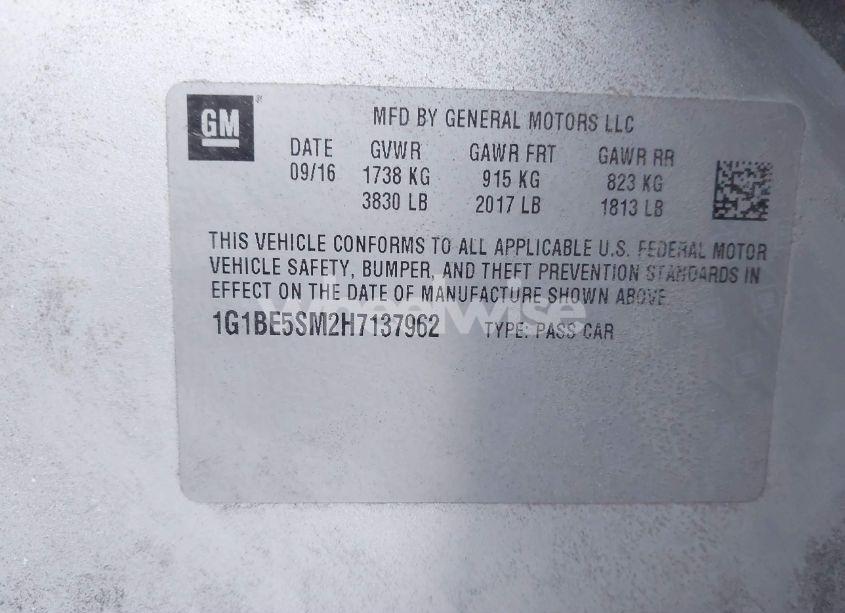 GM
MFD BY GENERAL MOTORS LLC
DATE GVWR GAWR FRT GAWR RR
09/16 1738 KG 915 KG 823 KG
3830 LB 2017 LB 1813 LB
THIS VEHICLE CONFORMS TO ALL APPLICABLE U.S. FEDERAL MOTOR
VEHICLE SAFETY, BUMPER, AND THEFT PREVENTION STANDARDS IN
EFFECT ON THE DATE OF MANUFACTURE SHOWN ABOVE.
Wheelwise
1G1BE5SM2H7137962 TYPE: PASS CAR